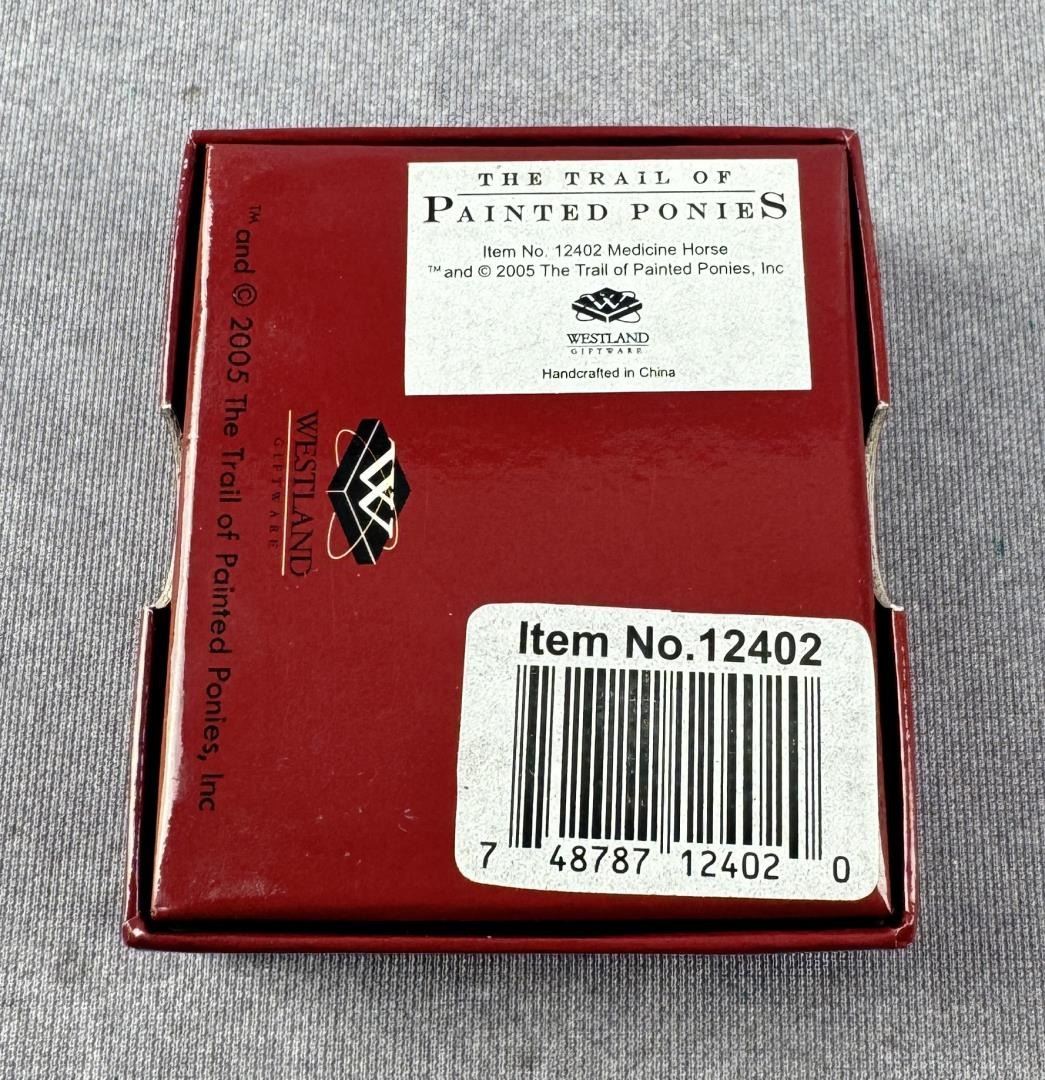 THE TRAIL OF
PAINTED PONIES
Item No. 12402 Medicine Horse
™ and © 2005 The Trail of Painted Ponies, Inc
W
WESTLAND
GIFTWARE
Handcrafted in China
™ and © 2005 The Trail of Painted Ponies, Inc
W
WESTLAND
GIFTWARE
Item No.12402
7 48787 12402 0